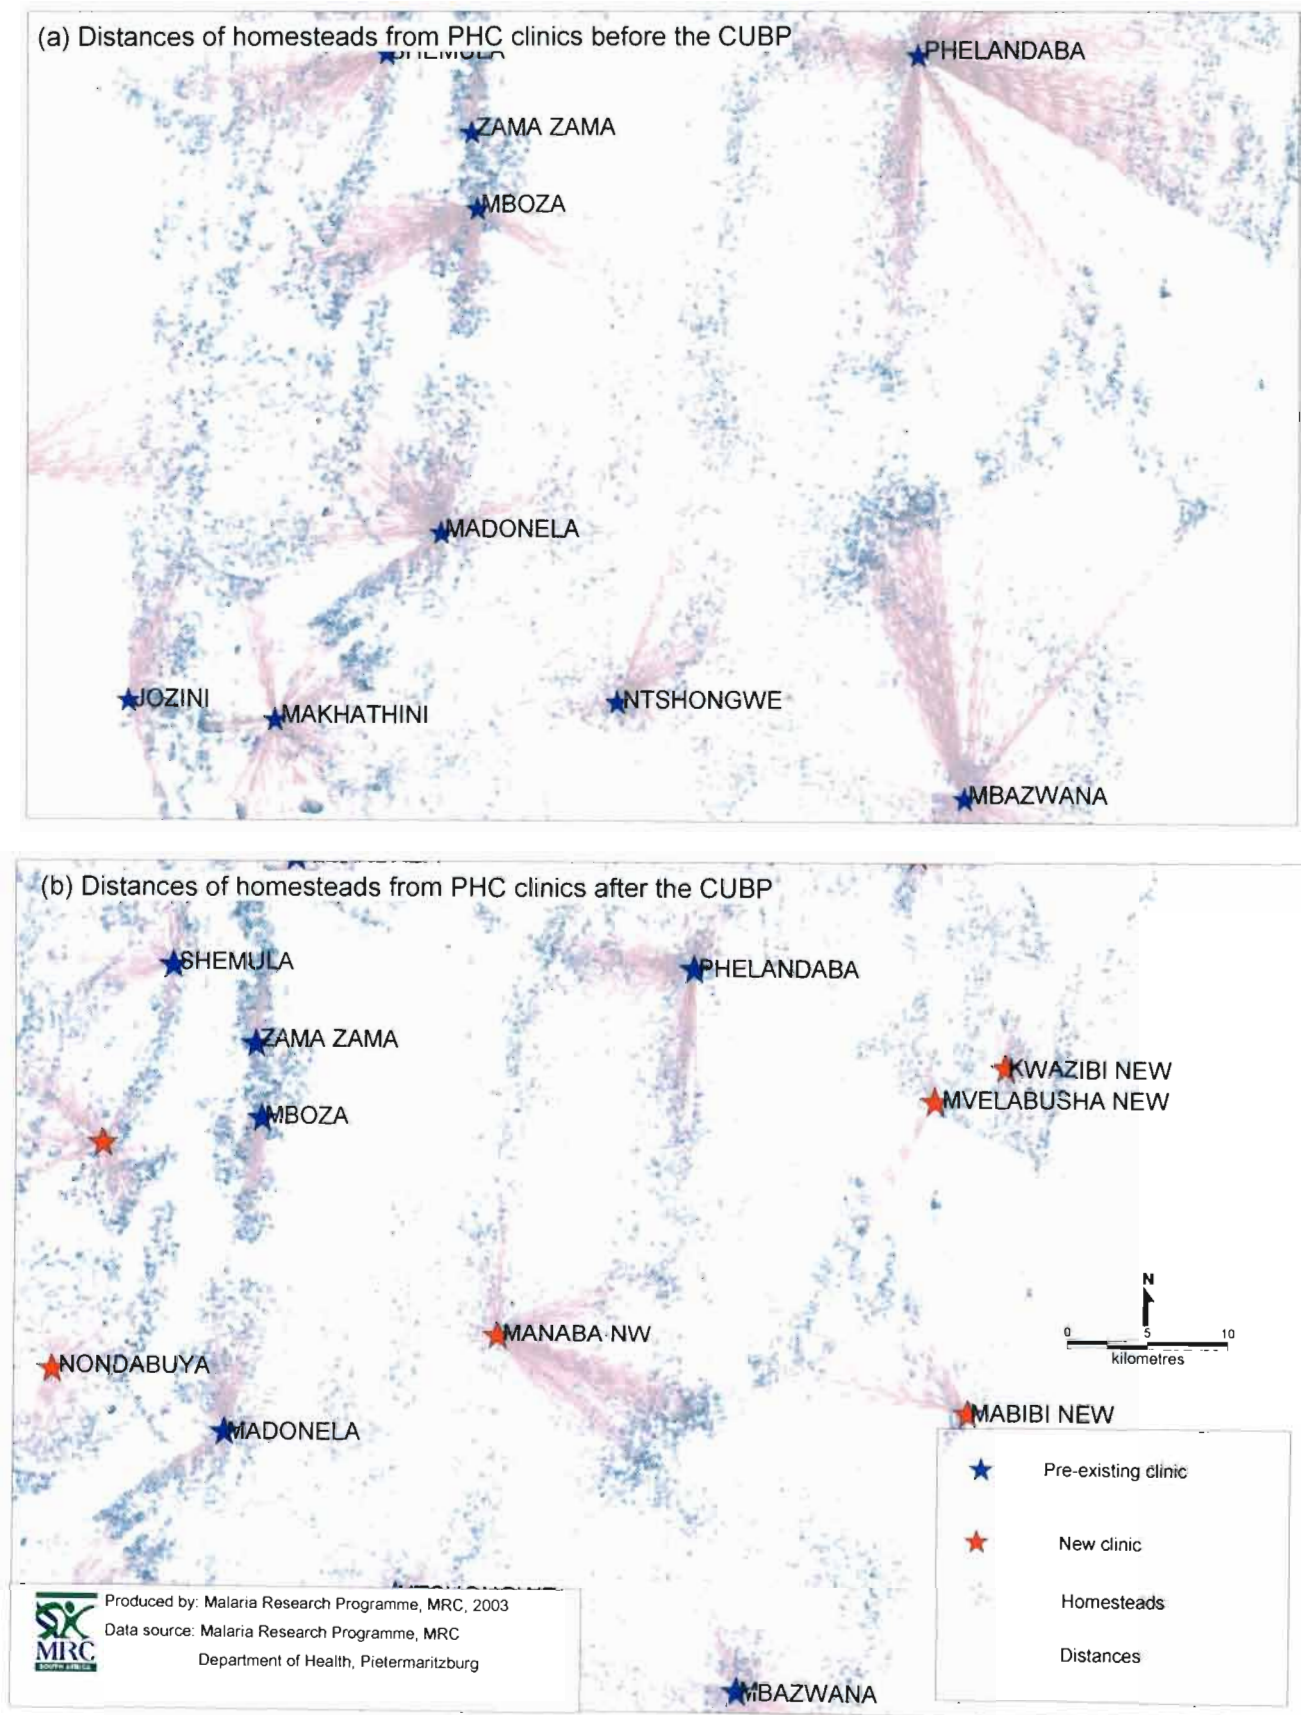 (a) Distances of homesteads from PHC clinics before the CUBP
SHEMULA
PHELANDABA
ZAMA ZAMA
MBOZA
MADONELA
JOZINI
MAKHATHINI
NTSHONGWE
MBAZWANA
(b) Distances of homesteads from PHC clinics after the CUBP
SHEMULA
PHELANDABA
ZAMA ZAMA
KWAZIBI NEW
MVELABUSHA NEW
MBOZA
N
0 5 10
kilometres
MANABA NW
NONDABUYA
MABIBI NEW
MADONELA
Pre-existing clinic
New clinic
Homesteads
Distances
MRC
SOUTH AFRICA
Produced by: Malaria Research Programme, MRC, 2003
Data source: Malaria Research Programme, MRC
Department of Health, Pietermaritzburg
MBAZWANA